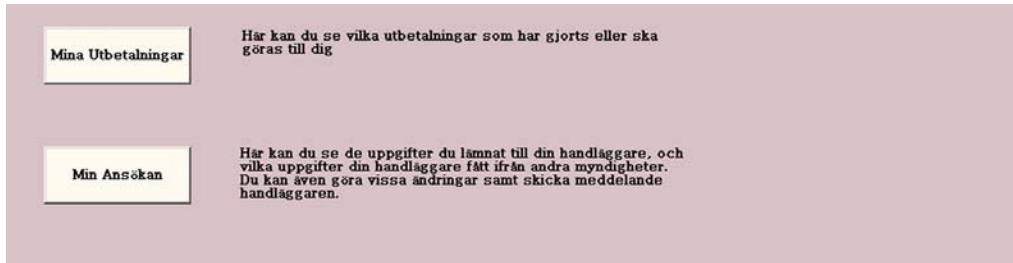 Mina Utbetalningar
Här kan du se vilka utbetalningar som har gjorts eller ska
göras till dig
Min Ansökan
Här kan du se de uppgifter du lämnat till din handläggare, och
vilka uppgifter din handläggare fått ifrån andra myndigheter.
Du kan även göra vissa ändringar samt skicka meddelande
handläggaren.